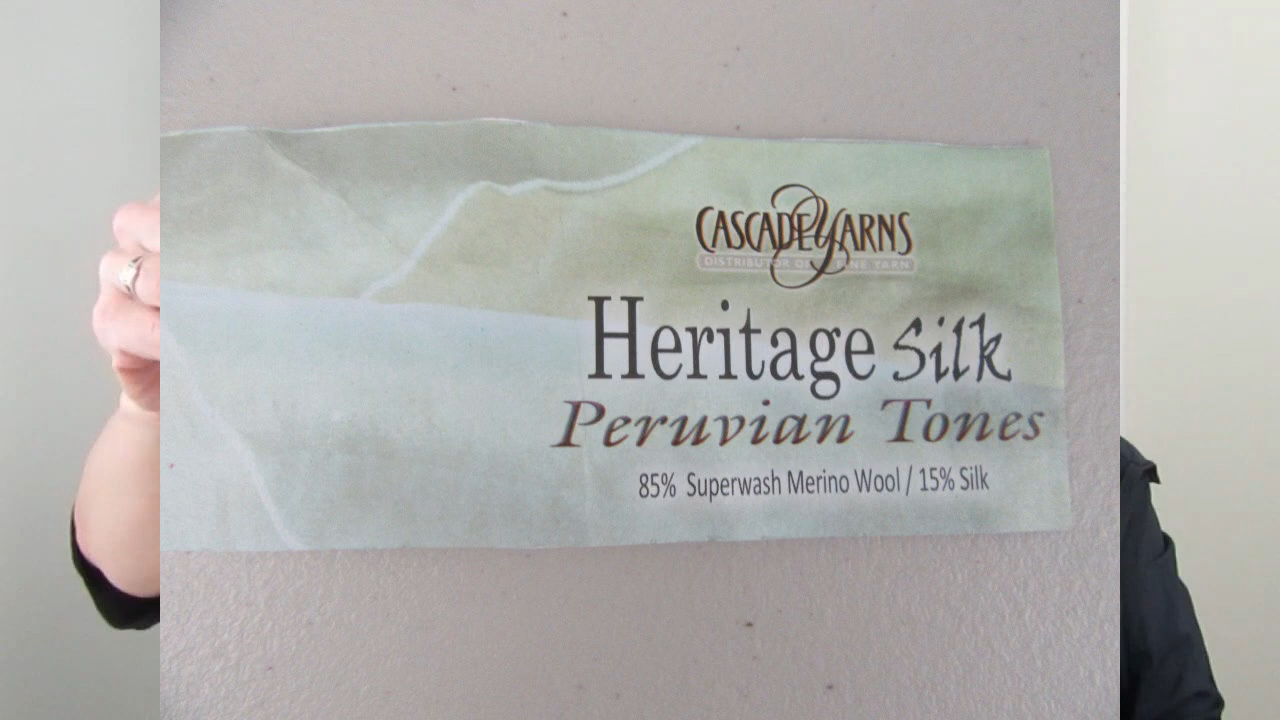 CASCADE YARNS
DISTRIBUTOR OF FINE YARN
Heritage Silk
Peruvian Tones
85% Superwash Merino Wool / 15% Silk